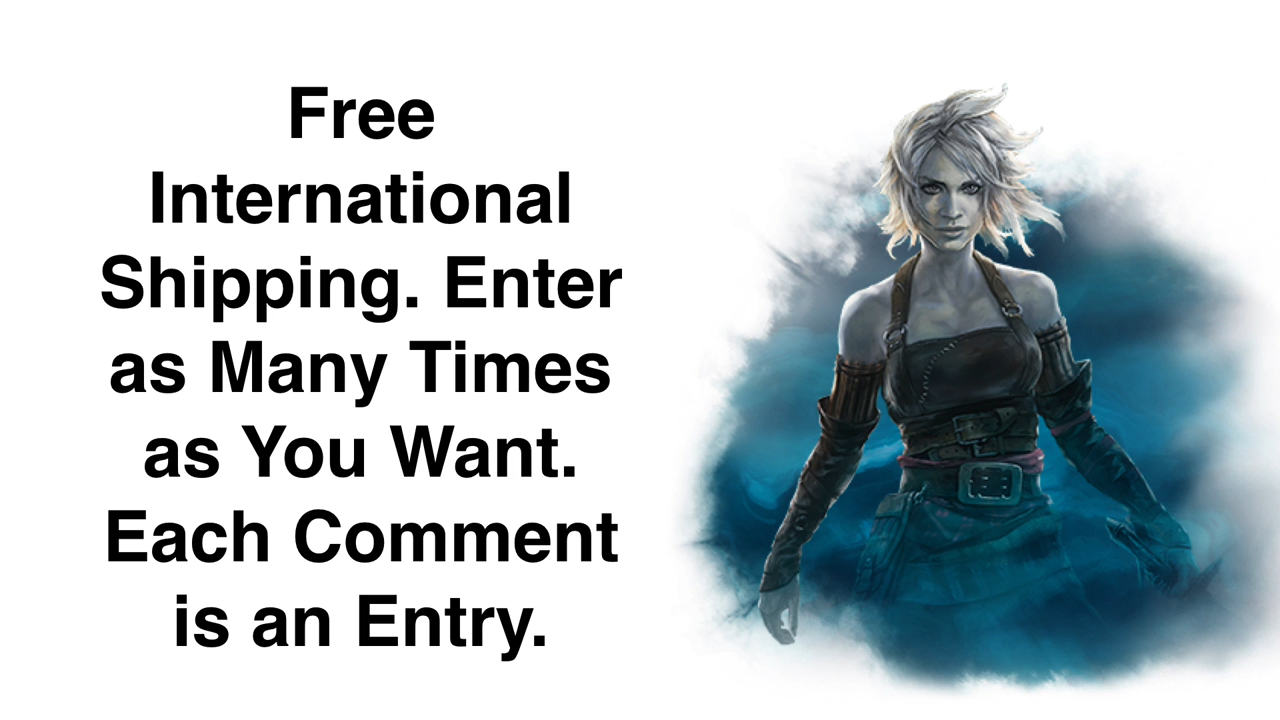 Free
International
Shipping. Enter
as Many Times
as You Want.
Each Comment
is an Entry.